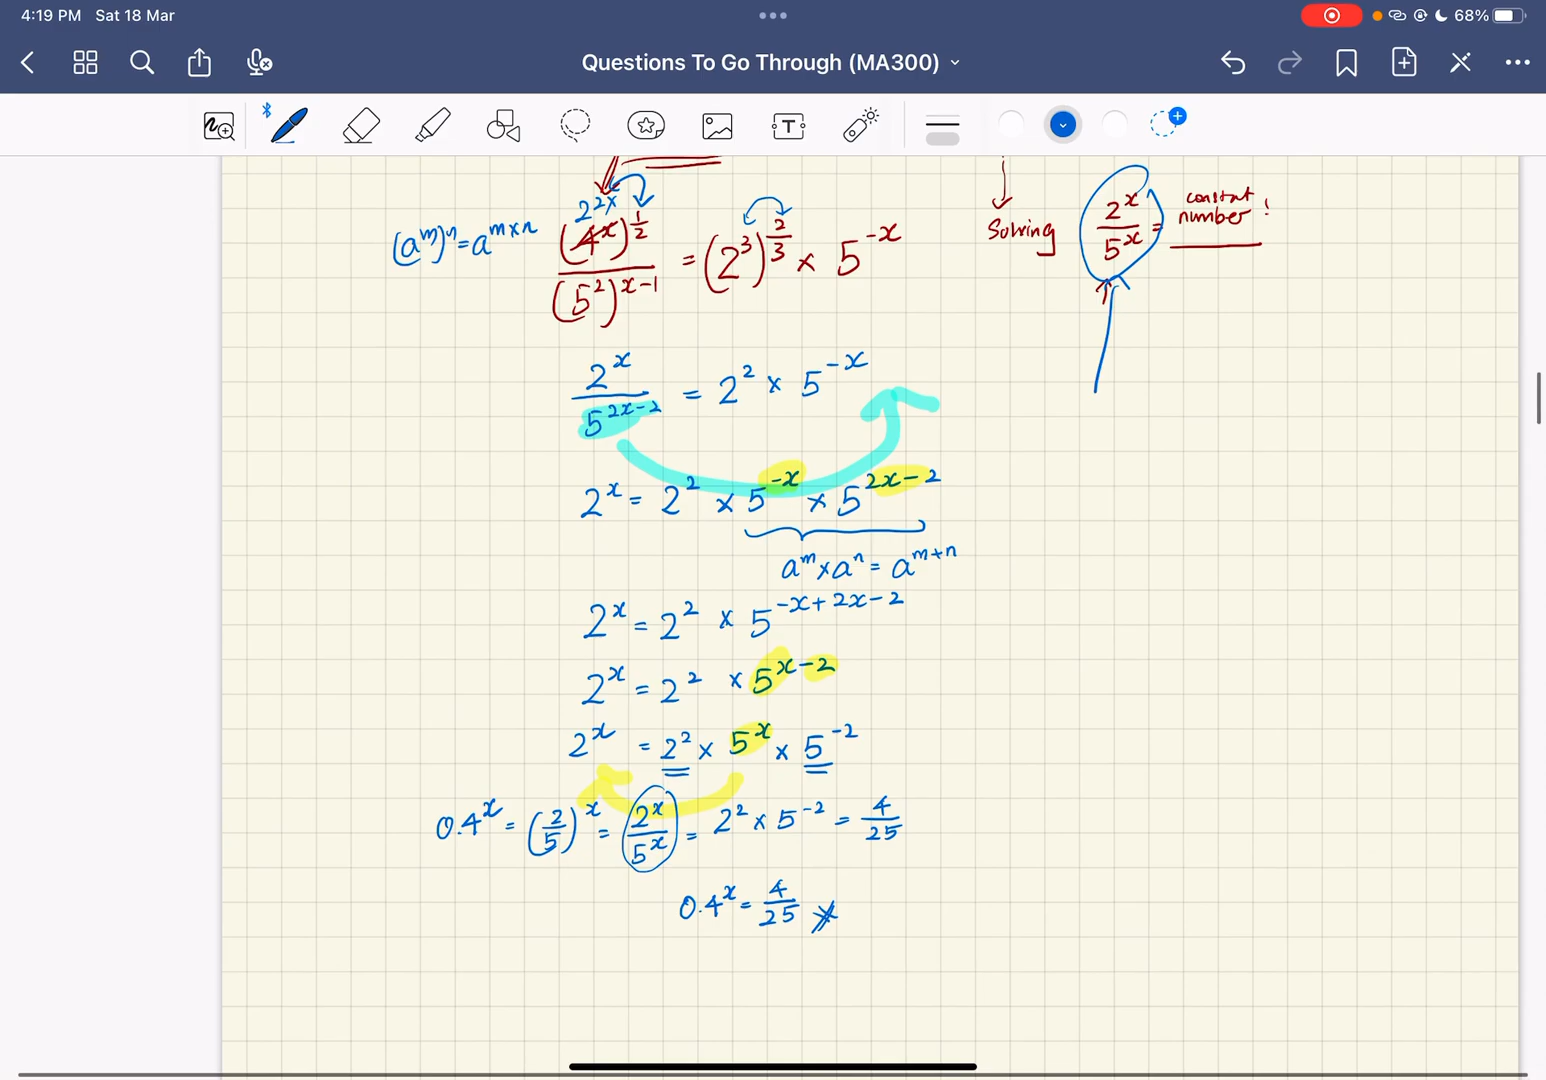 4:19 PM Sat 18 Mar
68%
Questions To Go Through (MA300)
T
(a^m)^n = a^{m×n}
2^{2x}
(4^x)^{1/2} / (5^2)^{x-1} = (2^3)^{2/3} × 5^{-x}
Solving 2^x / 5^x = constant number!
2^x / 5^{2x-2} = 2^2 × 5^{-x}
2^x = 2^2 × 5^{-x} × 5^{2x-2}
a^m × a^n = a^{m+n}
2^x = 2^2 × 5^{-x+2x-2}
2^x = 2^2 × 5^{x-2}
2^x = 2^2 × 5^x × 5^{-2}
0.4^x = (2/5)^x = 2^x / 5^x = 2^2 × 5^{-2} = 4/25
0.4^x = 4/25